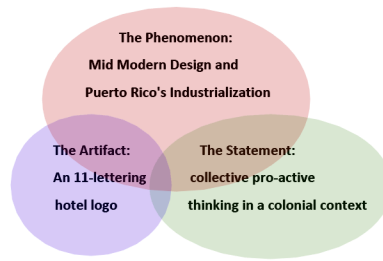 The Phenomenon:
Mid Modern Design and
Puerto Rico's Industrialization
The Artifact:
An 11-lettering
hotel logo
The Statement:
collective pro-active
thinking in a colonial context